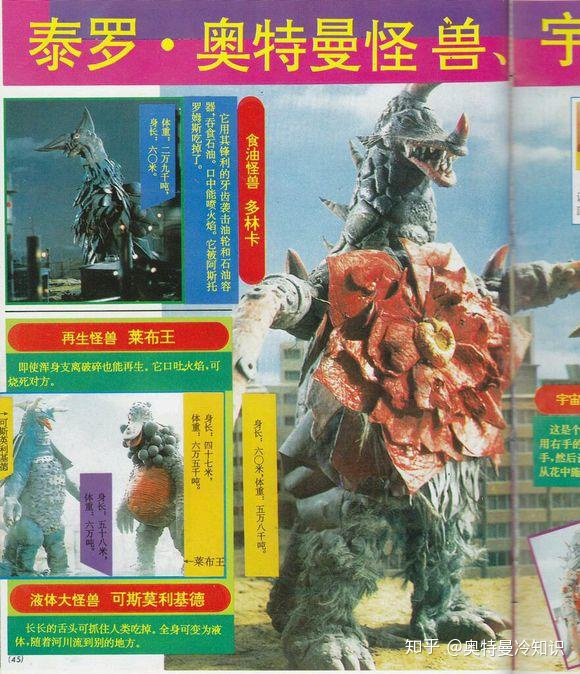 泰罗·奥特曼怪兽、宇
食油怪兽 多林卡
它用其锋利的牙齿袭击油轮和石油容
器,吞食石油。口中能喷火焰。它被阿斯托
罗姆斯吃掉了。
体重:二万九千吨,
身长:六〇米。
再生怪兽 莱布王
即使浑身支离破碎也能再生。它口吐火焰,可
烧死对方。
→可斯莫利基德
身长:四十七米,
体重:六万五千吨。
身长:五十八米,
体重:六万吨。
←莱布王
身长:六〇米,体重:五万八千吨。
液体大怪兽 可斯莫利基德
长长的舌头可抓住人类吃掉。全身可变为液
体,随着河川流到别的地方。
(45)
宇宙
这是个
用右手的
手,然后
从花中
知乎 @奥特曼冷知识